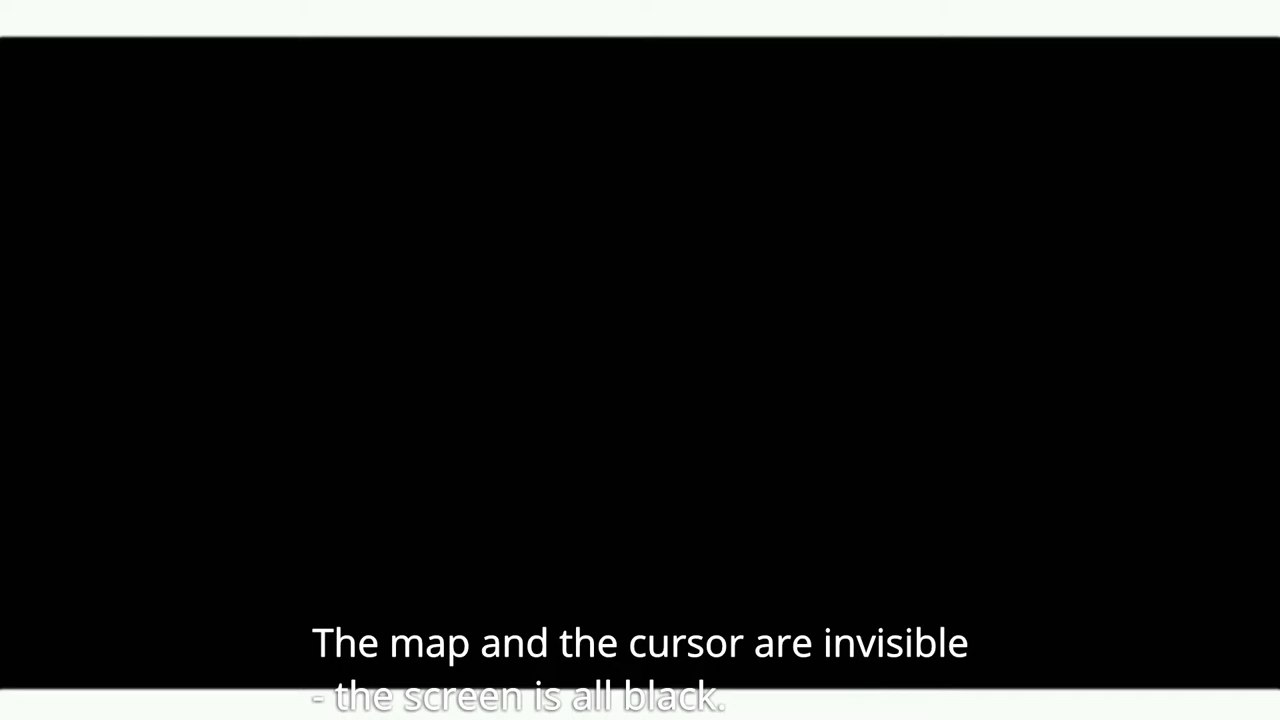 The map and the cursor are invisible
- the screen is all black.